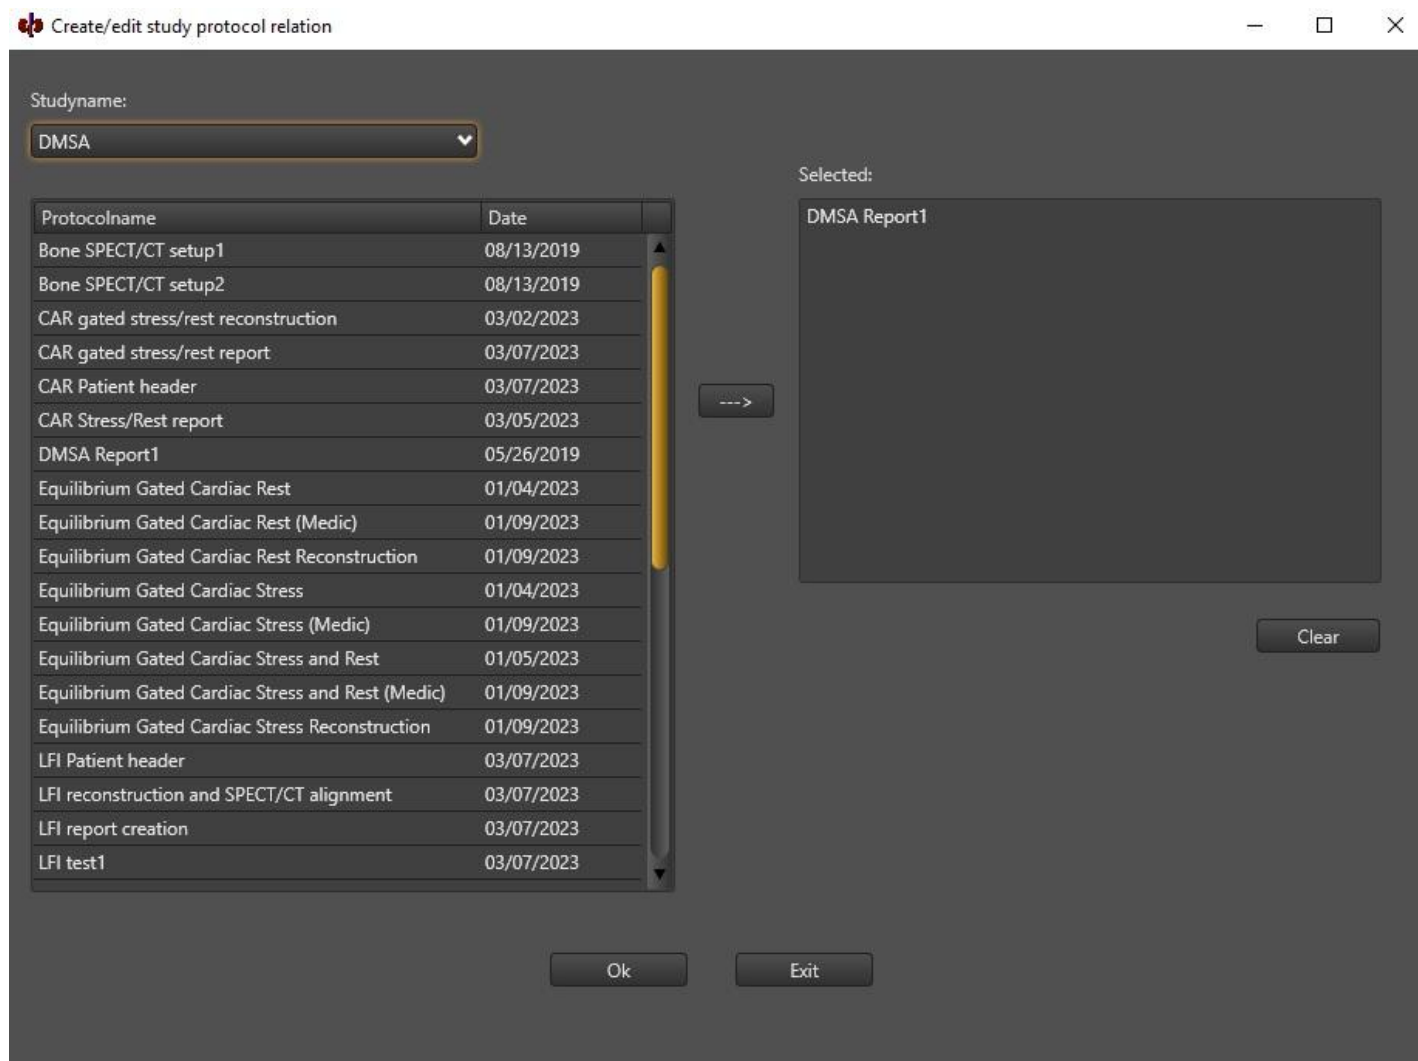 Create/edit study protocol relation
Studyname:
DMSA
Selected:
Protocolname Date
DMSA Report1
Bone SPECT/CT setup1 08/13/2019
Bone SPECT/CT setup2 08/13/2019
CAR gated stress/rest reconstruction 03/02/2023
CAR gated stress/rest report 03/07/2023
CAR Patient header 03/07/2023
--->
CAR Stress/Rest report 03/05/2023
DMSA Report1 05/26/2019
Equilibrium Gated Cardiac Rest 01/04/2023
Equilibrium Gated Cardiac Rest (Medic) 01/09/2023
Equilibrium Gated Cardiac Rest Reconstruction 01/09/2023
Equilibrium Gated Cardiac Stress 01/04/2023
Equilibrium Gated Cardiac Stress (Medic) 01/09/2023
Clear
Equilibrium Gated Cardiac Stress and Rest 01/05/2023
Equilibrium Gated Cardiac Stress and Rest (Medic) 01/09/2023
Equilibrium Gated Cardiac Stress Reconstruction 01/09/2023
LFI Patient header 03/07/2023
LFI reconstruction and SPECT/CT alignment 03/07/2023
LFI report creation 03/07/2023
LFI test1 03/07/2023
Ok Exit